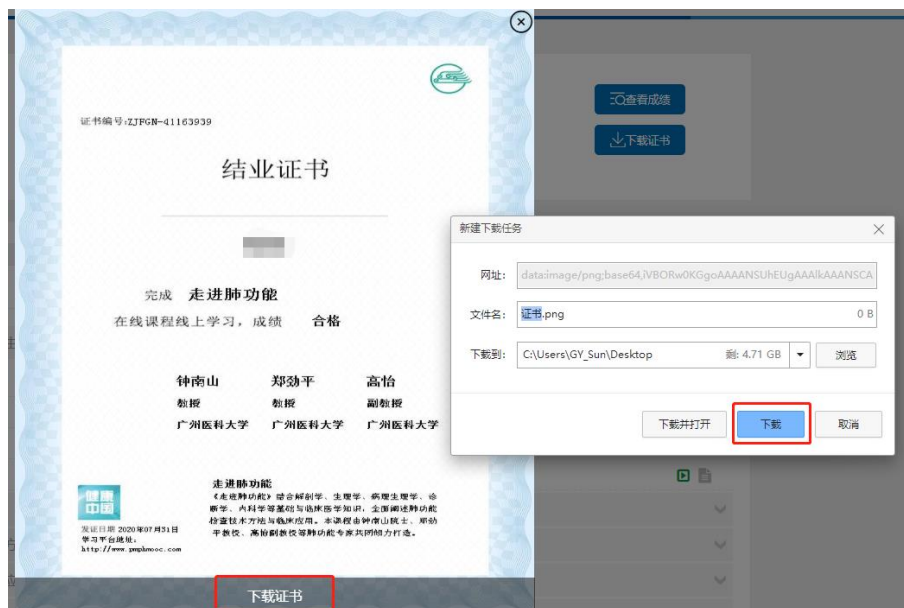 证书编号:ZJFGN-41163939
结业证书
完成 走进肺功能
在线课程线上学习，成绩 合格
钟南山 郑劲平 高怡
教授 教授 副教授
广州医科大学 广州医科大学 广州医科大学
健康
中国
发证日期 2020年07月31日
学习平台地址:
http://www.pmphmooc.com
走进肺功能
《走进肺功能》结合解剖学、生理学、病理生理学、诊
断学、内科学等基础与临床医学知识，全面阐述肺功能
检查技术方法与临床应用。本课程由钟南山院士、郑劲
平教授、高怡副教授等肺功能专家共同倾力打造。
下载证书
查看成绩
下载证书
新建下载任务
网址: data:image/png;base64,iVBORw0KGgoAAAANSUhEUgAAAlkAAANSCA
文件名: 证书.png 0 B
下载到: C:\Users\GY_Sun\Desktop 剩: 4.71 GB 浏览
下载并打开 下载 取消